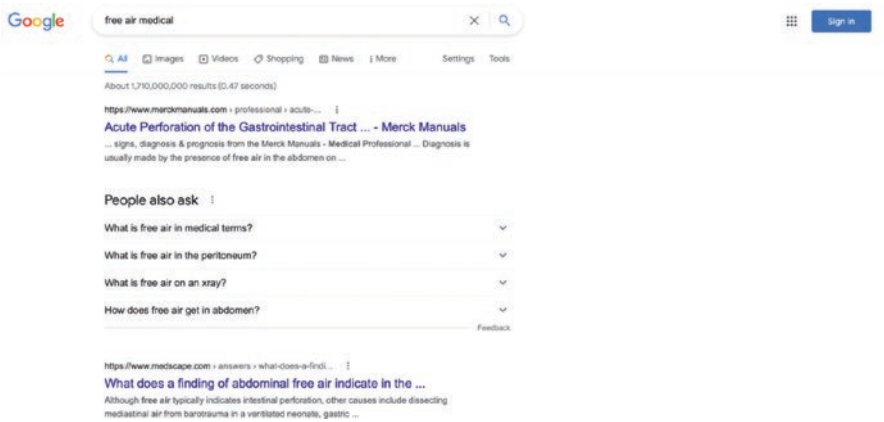 Google
free air medical
Sign in
All Images Videos Shopping News More Settings Tools
About 1,710,000,000 results (0.47 seconds)
https://www.merckmanuals.com › professional › acute-...
Acute Perforation of the Gastrointestinal Tract ... - Merck Manuals
... signs, diagnosis & prognosis from the Merck Manuals - Medical Professional ... Diagnosis is
usually made by the presence of free air in the abdomen on ...
People also ask
What is free air in medical terms?
What is free air in the peritoneum?
What is free air on an xray?
How does free air get in abdomen?
Feedback
https://www.medscape.com › answers › what-does-a-findi...
What does a finding of abdominal free air indicate in the ...
Although free air typically indicates intestinal perforation, other causes include dissecting
mediastinal air from barotrauma in a ventilated neonate, gastric ...